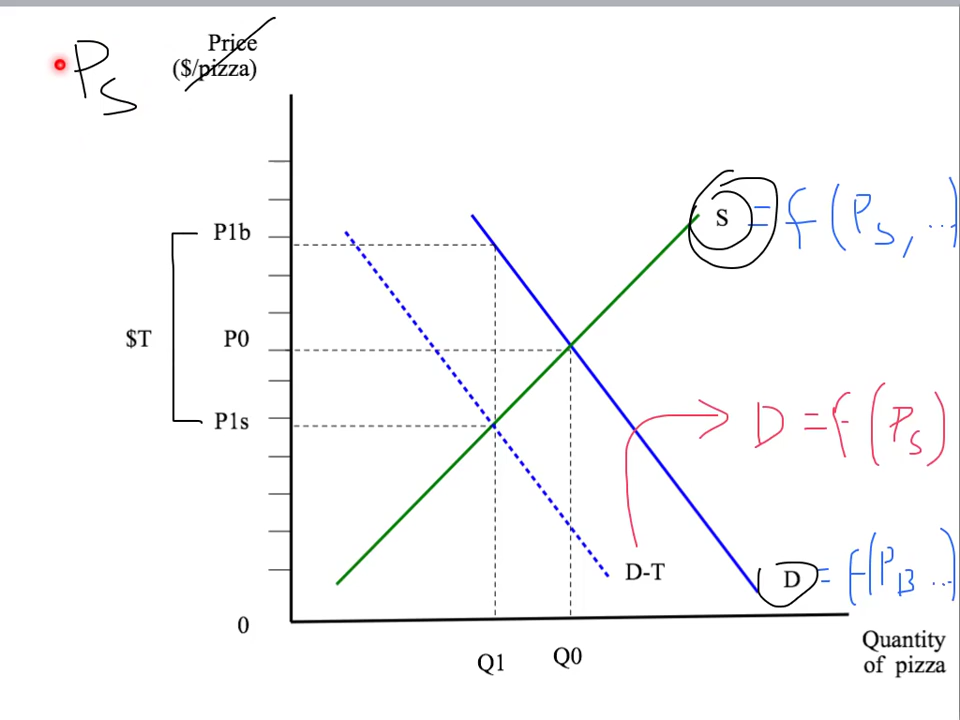 PS
Price
($/pizza)
S = f(PS, ..)
P1b
$T
P0
P1s
D = f(PS)
D-T
D = f(PB ..)
0
Q1
Q0
Quantity
of pizza